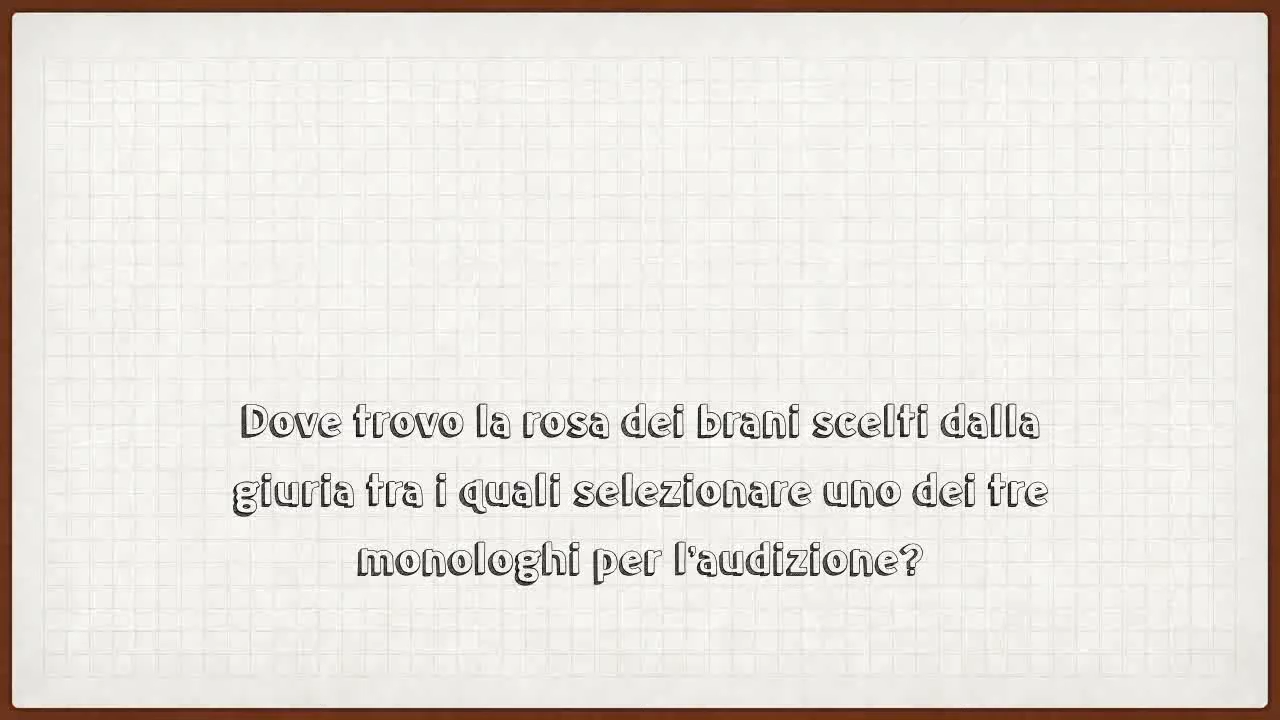 Dove trovo la rosa dei brani scelti dalla
giuria tra i quali selezionare uno dei tre
monologhi per l'audizione?